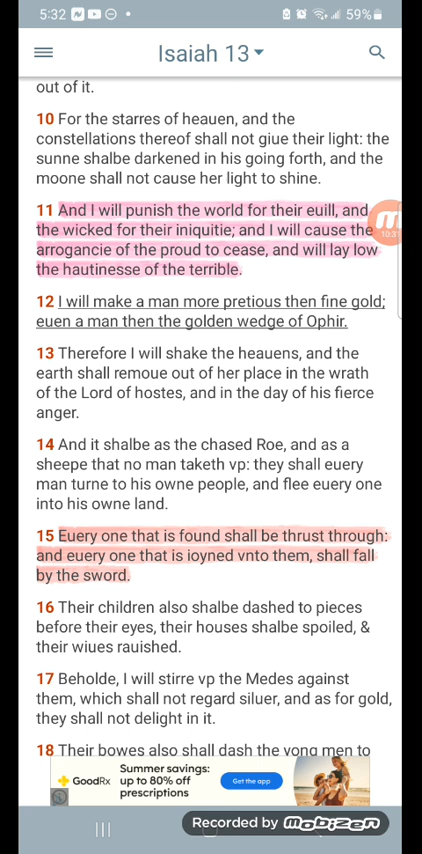 5:32
59%
Isaiah 13
out of it.
10 For the starres of heauen, and the
constellations thereof shall not giue their light: the
sunne shalbe darkened in his going forth, and the
moone shall not cause her light to shine.
11 And I will punish the world for their euill, and
the wicked for their iniquitie; and I will cause the
arrogancie of the proud to cease, and will lay low
the hautinesse of the terrible.
10:31
12 I will make a man more pretious then fine gold;
euen a man then the golden wedge of Ophir.
13 Therefore I will shake the heauens, and the
earth shall remoue out of her place in the wrath
of the Lord of hostes, and in the day of his fierce
anger.
14 And it shalbe as the chased Roe, and as a
sheepe that no man taketh vp: they shall euery
man turne to his owne people, and flee euery one
into his owne land.
15 Euery one that is found shall be thrust through:
and euery one that is ioyned vnto them, shall fall
by the sword.
16 Their children also shalbe dashed to pieces
before their eyes, their houses shalbe spoiled, &
their wiues rauished.
17 Beholde, I will stirre vp the Medes against
them, which shall not regard siluer, and as for gold,
they shall not delight in it.
18 Their bowes also shall dash the yong men to
GoodRx
Summer savings:
up to 80% off
prescriptions
Get the app
Recorded by mobizen